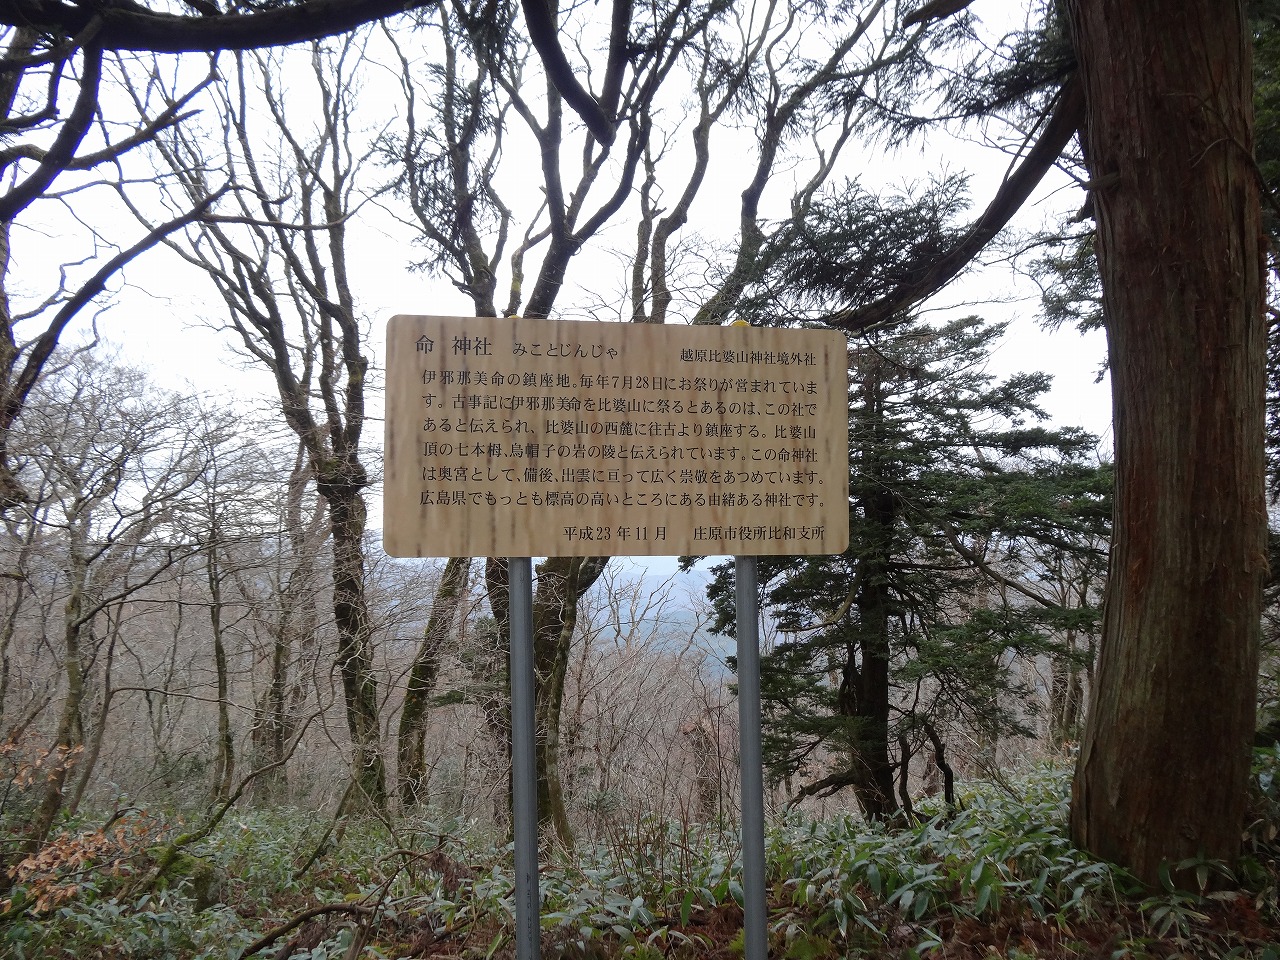 命 神社 みことじんじゃ 越原比婆山神社境外社
伊邪那美命の鎮座地。毎年7月28日にお祭りが営まれていま
す。古事記に伊邪那美命を比婆山に祭るとあるのは、この社で
あると伝えられ、比婆山の西麓に往古より鎮座する。比婆山
頂の七本栂、烏帽子の岩の陵と伝えられています。この命神社
は奥宮として、備後、出雲に亘って広く崇敬をあつめています。
広島県でもっとも標高の高いところにある由緒ある神社です。
平成23年11月 庄原市役所比和支所